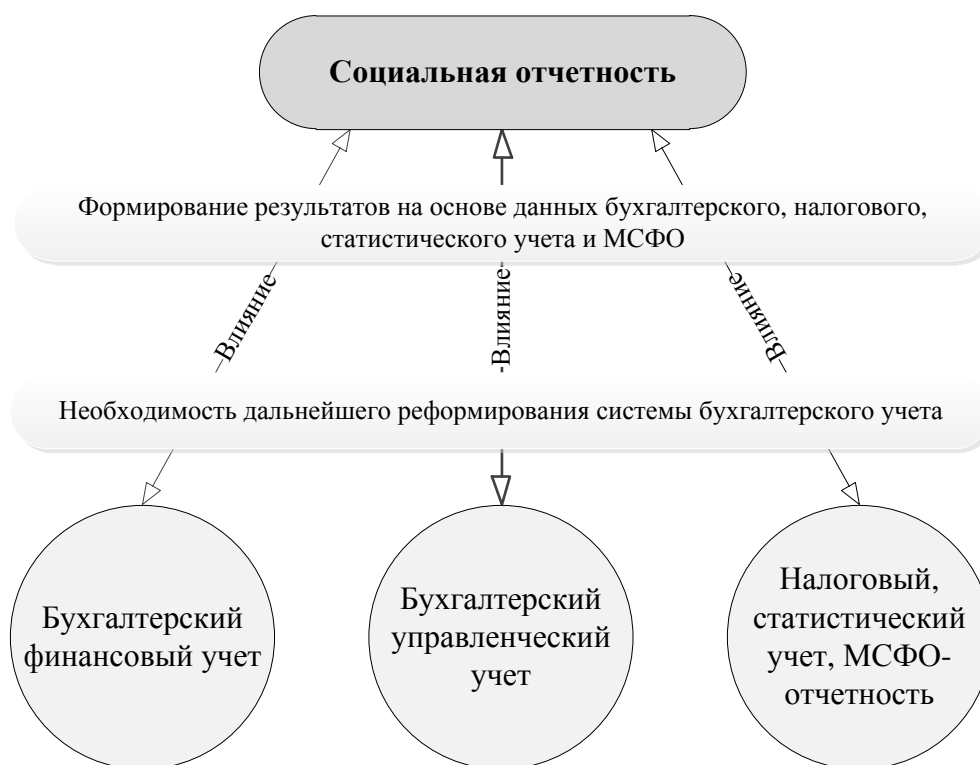 Социальная отчетность
Формирование результатов на основе данных бухгалтерского, налогового,
статистического учета и МСФО
Влияние
Влияние
Влияние
Необходимость дальнейшего реформирования системы бухгалтерского учета
Бухгалтерский
финансовый учет
Бухгалтерский
управленческий
учет
Налоговый,
статистический
учет, МСФО-
отчетность